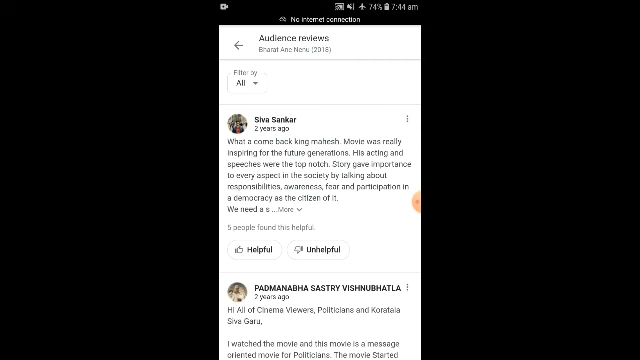 74% 7:44 am
No internet connection
Audience reviews
Bharat Ane Nenu (2018)
Filter by
All
Siva Sankar
2 years ago
What a come back king mahesh. Movie was really
inspiring for the future generations. His acting and
speeches were the top notch. Story gave importance
to every aspect in the society by talking about
responsibilities, awareness, fear and participation in
a democracy as the citizen of it.
We need a s ...More
5 people found this helpful.
Helpful Unhelpful
PADMANABHA SASTRY VISHNUBHATLA
2 years ago
Hi All of Cinema Viewers, Politicians and Koratala
Siva Garu,
I watched the movie and this movie is a message
oriented movie for Politicians. The movie Started